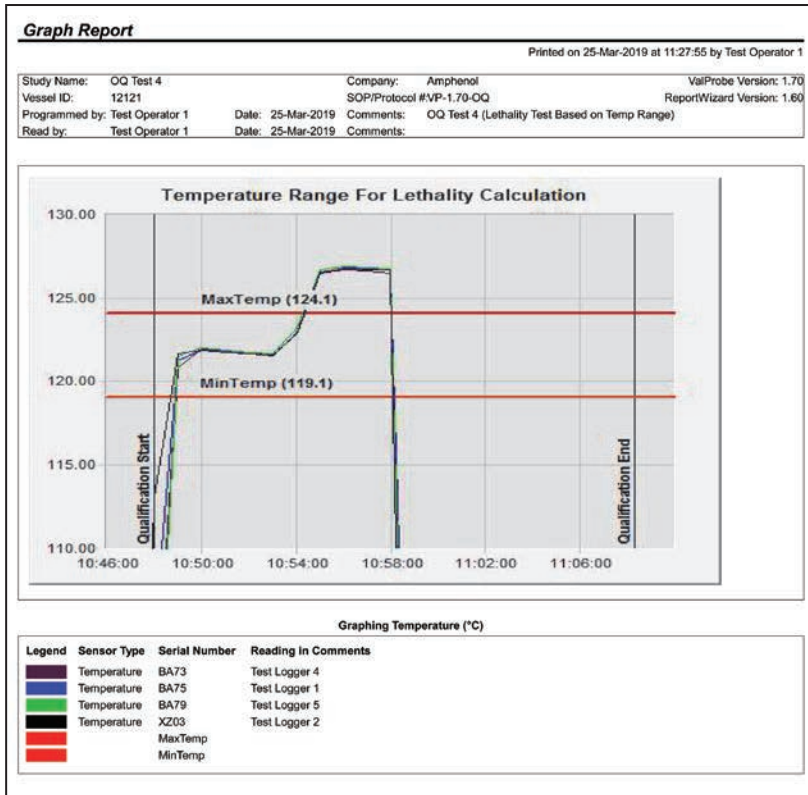 Graph Report
Printed on 25-Mar-2019 at 11:27:55 by Test Operator 1
Study Name: OQ Test 4 Company: Amphenol ValProbe Version: 1.70
Vessel ID: 12121 SOP/Protocol #:VP-1.70-OQ ReportWizard Version: 1.60
Programmed by: Test Operator 1 Date: 25-Mar-2019 Comments: OQ Test 4 (Lethality Test Based on Temp Range)
Read by: Test Operator 1 Date: 25-Mar-2019 Comments:
Temperature Range For Lethality Calculation
130.00
125.00
120.00
115.00
110.00
MaxTemp (124.1)
MinTemp (119.1)
Qualification Start
Qualification End
10:46:00 10:50:00 10:54:00 10:58:00 11:02:00 11:06:00
Graphing Temperature (°C)
Legend Sensor Type Serial Number Reading in Comments
Temperature BA73 Test Logger 4
Temperature BA75 Test Logger 1
Temperature BA79 Test Logger 5
Temperature XZ03 Test Logger 2
MaxTemp
MinTemp